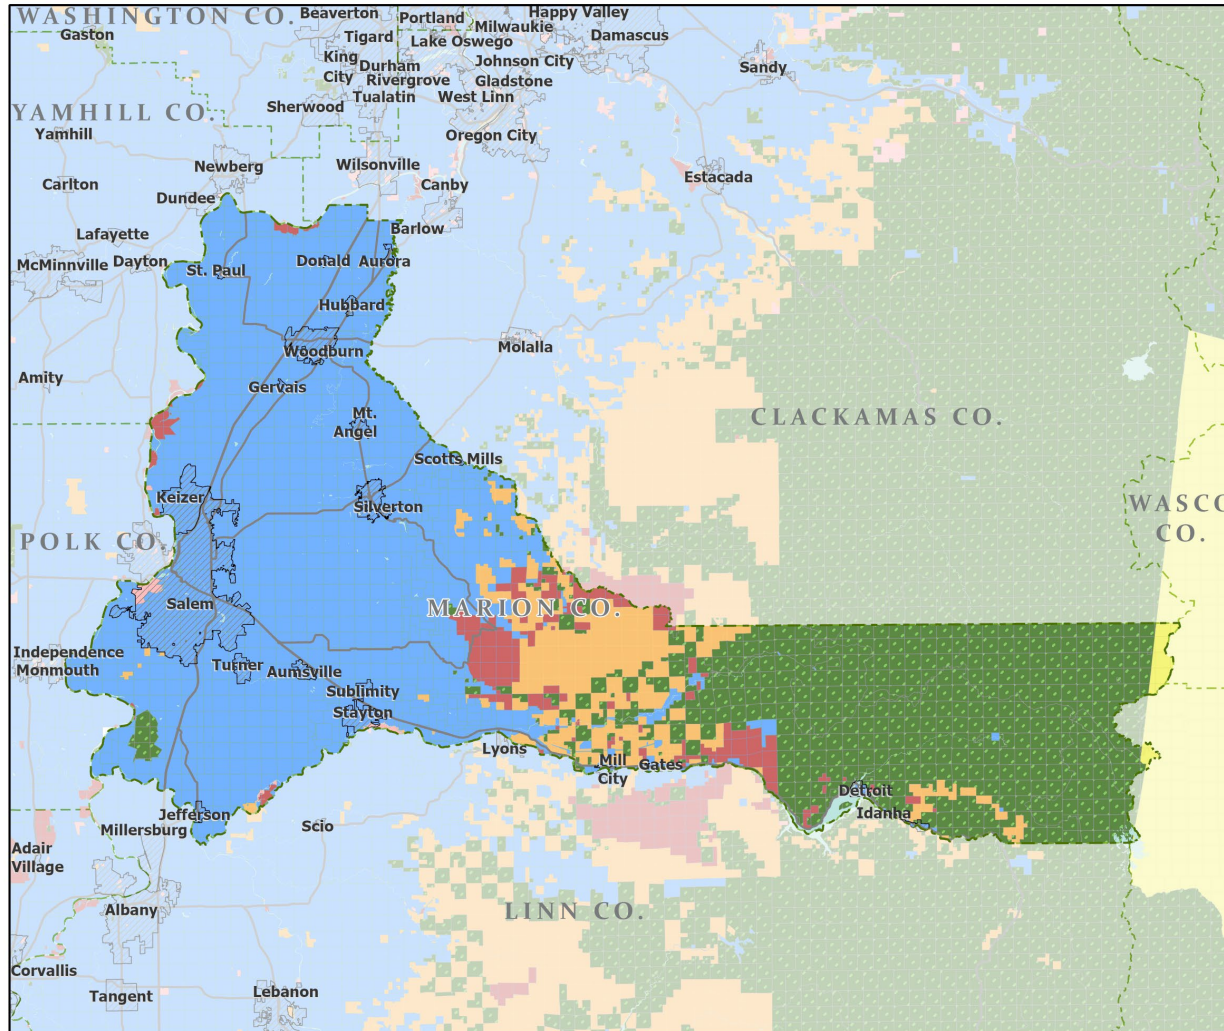 WASHINGTON CO.
Beaverton
Portland
Happy Valley
Gaston
Tigard
Milwaukie
Damascus
Lake Oswego
King
City
Durham
Johnson City
Sandy
Rivergrove
Gladstone
Tualatin
West Linn
Sherwood
YAMHILL CO.
Yamhill
Oregon City
Newberg
Wilsonville
Carlton
Canby
Estacada
Dundee
Lafayette
Barlow
McMinnville
Dayton
St. Paul
Donald
Aurora
Hubbard
Woodburn
Molalla
Amity
Gervais
Mt.
Angel
CLACKAMAS CO.
Scotts Mills
Keizer
Silverton
WASCO
CO.
POLK CO.
Salem
MARION CO.
Independence
Monmouth
Turner
Aumsville
Sublimity
Stayton
Lyons
Mill
City
Gates
Detroit
Idanha
Jefferson
Millersburg
Scio
Adair
Village
Albany
LINN CO.
Corvallis
Tangent
Lebanon